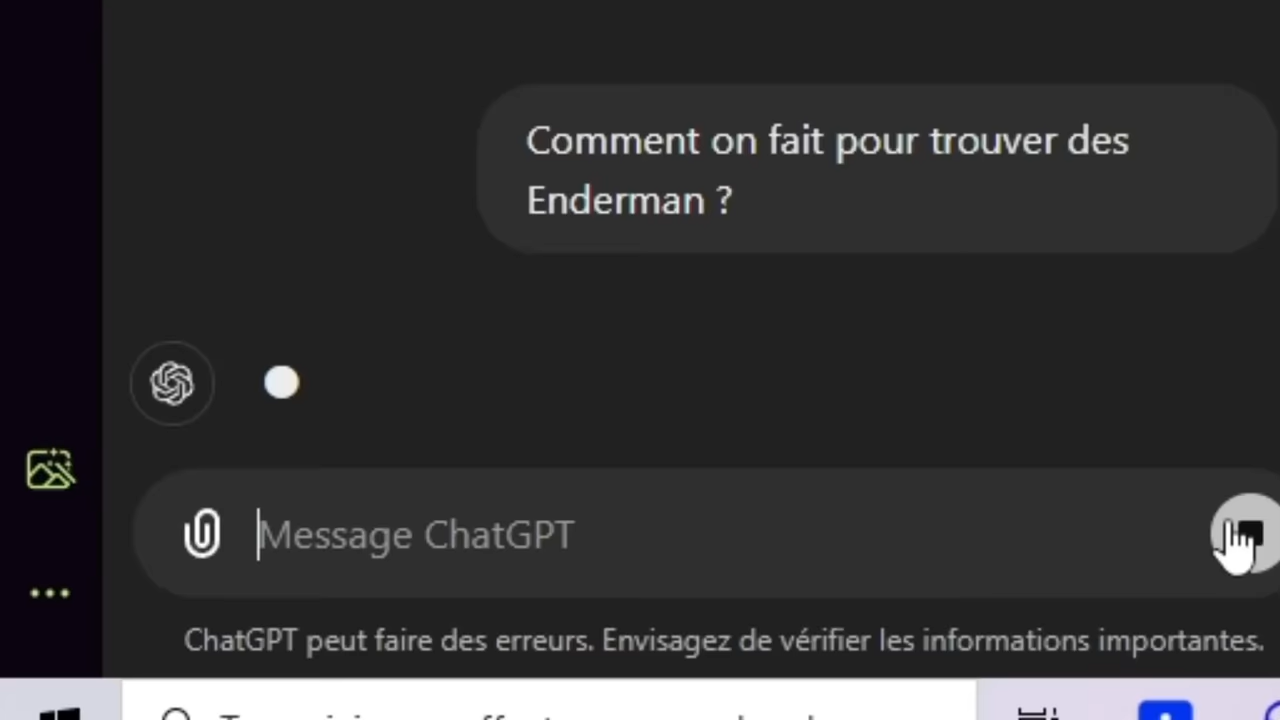 Comment on fait pour trouver des
Enderman ?
Message ChatGPT
ChatGPT peut faire des erreurs. Envisagez de vérifier les informations importantes.